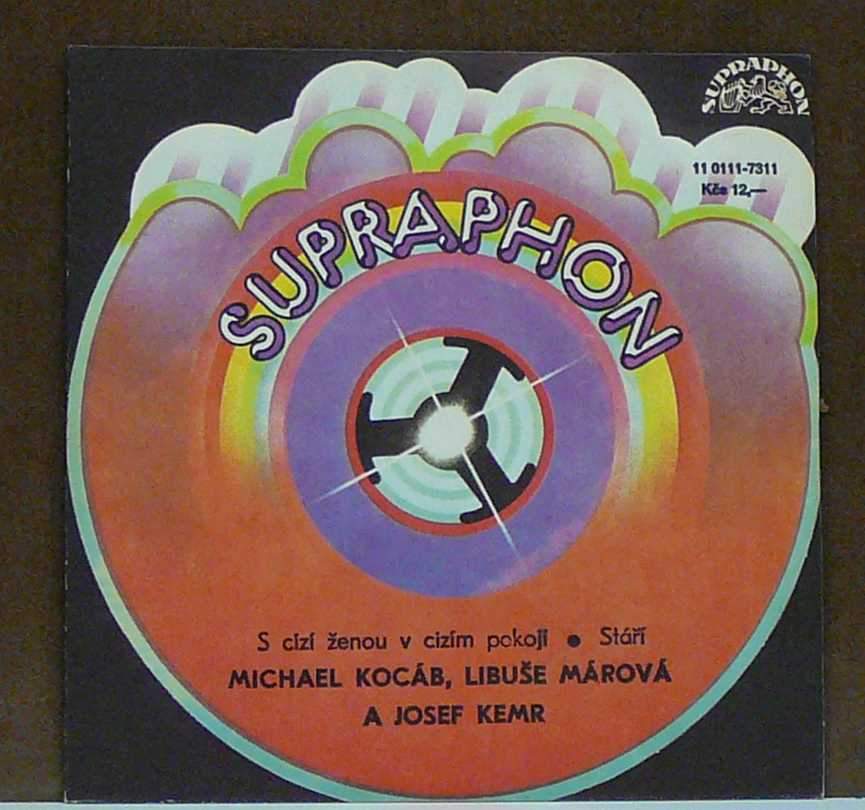 SUPRAPHON
11 0111-7311
Kčs 12,—
SUPRAPHON
S cizí ženou v cizím pokoji ● Stáří
MICHAEL KOCÁB, LIBUŠE MÁROVÁ
A JOSEF KEMR